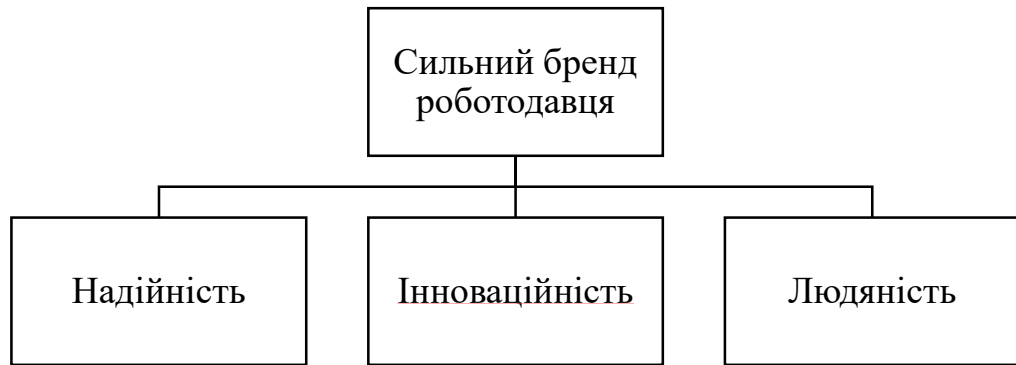 Сильний бренд
роботодавця
Надійність
Інноваційність
Людяність